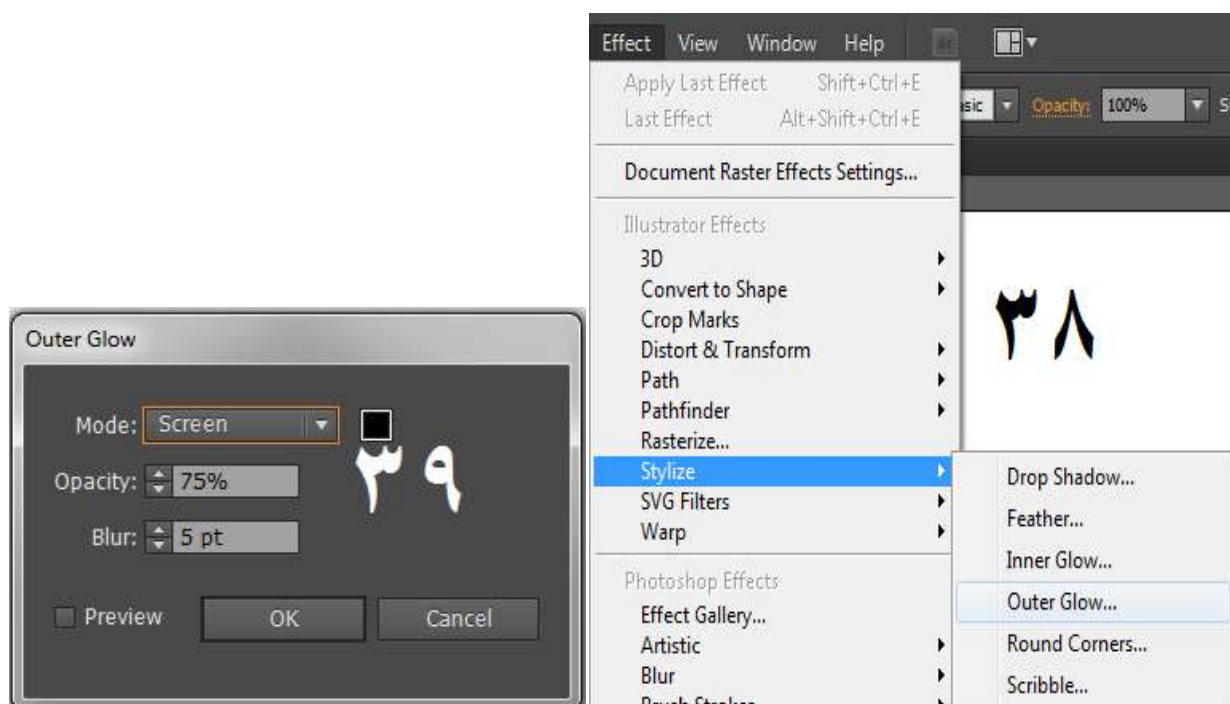 Effect View Window Help
Apply Last Effect Shift+Ctrl+E
Last Effect Alt+Shift+Ctrl+E
Opacity: 100%
Document Raster Effects Settings...
Illustrator Effects
3D
Convert to Shape
Crop Marks
Distort & Transform
Path
Pathfinder
Rasterize...
Stylize
SVG Filters
Warp
Photoshop Effects
Effect Gallery...
Artistic
Blur
٣٨
Drop Shadow...
Feather...
Inner Glow...
Outer Glow...
Round Corners...
Scribble...
Outer Glow
Mode: Screen
٣٩
Opacity: 75%
Blur: 5 pt
Preview OK Cancel